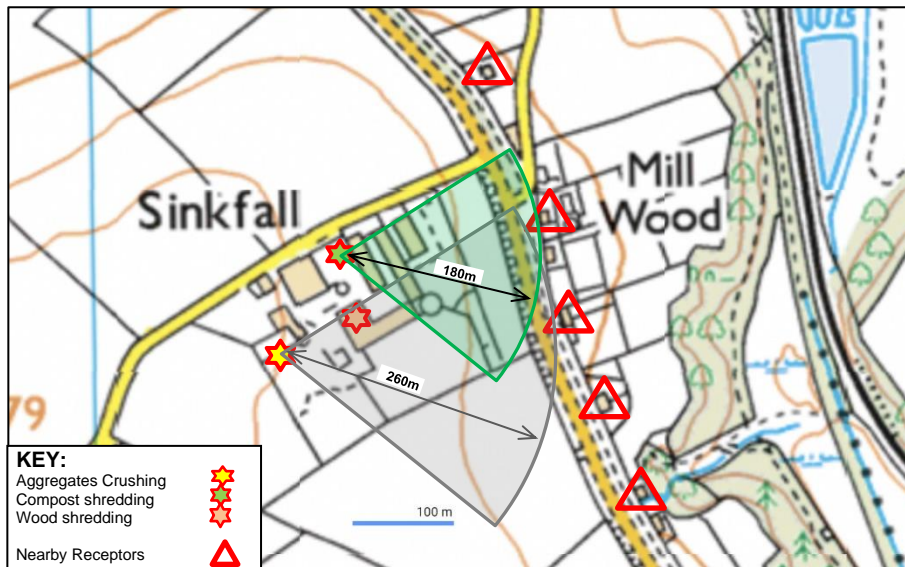 Sinkfall
Mill
Wood
180m
260m
79
100 m
KEY:
Aggregates Crushing
Compost shredding
Wood shredding
Nearby Receptors